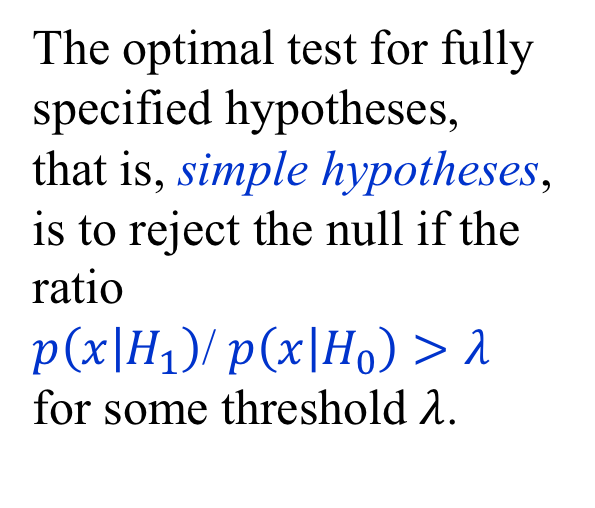 The optimal test for fully
specified hypotheses,
that is, simple hypotheses,
is to reject the null if the
ratio
𝑝(𝑥|𝐻₁)/ 𝑝(𝑥|𝐻₀) > 𝜆
for some threshold 𝜆.